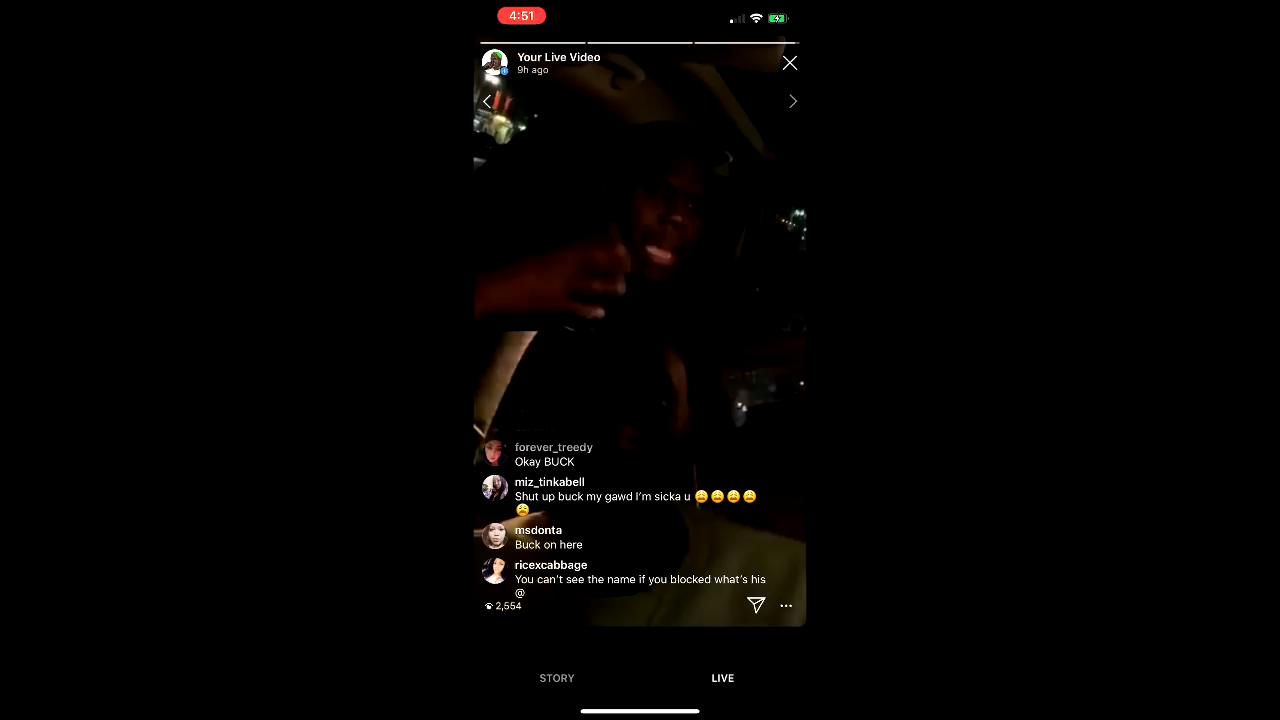 4:51
Your Live Video
9h ago
forever_treedy
Okay BUCK
miz_tinkabell
Shut up buck my gawd I'm sicka u 😩😩😩😩
😩
msdonta
Buck on here
ricexcabbage
You can't see the name if you blocked what's his
@
2,554
STORY
LIVE